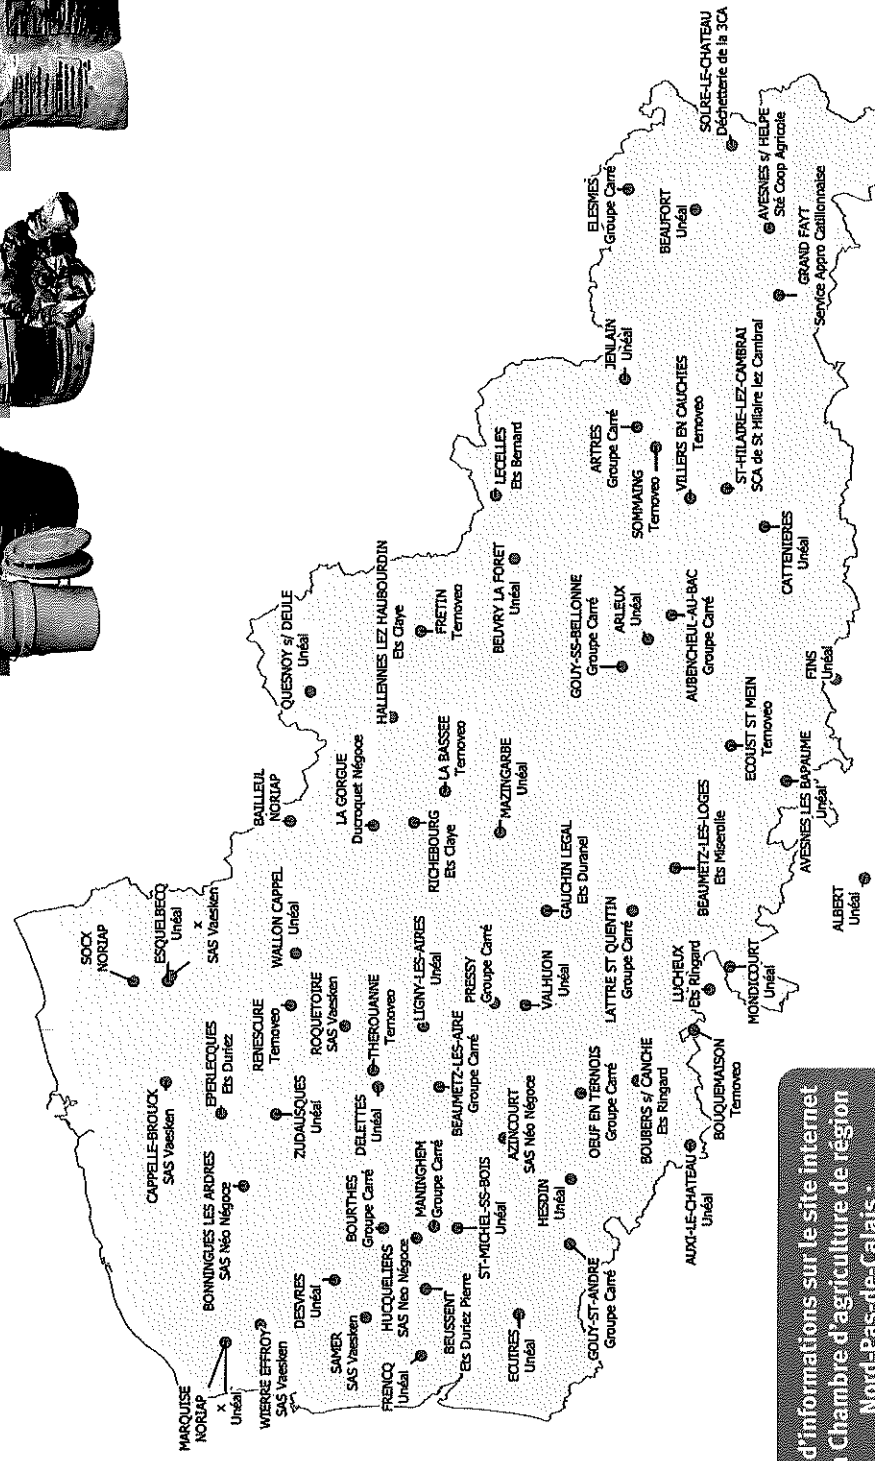 MARQUISE
NORIAP
x
Unéal
WIERRE EFFROY
SAS Vaesken
BONNINGUES LES ARDRES
SAS Néo Négoce
CAPPELLE-BROUCK
SAS Vaesken
EPERLECQUES
Ets Duriez
SOCX
NORIAP
ESQUELBECQ
Unéal
x
SAS Vaesken
ZUDAUSQUES
Unéal
RENESCURE
Ternoveo
WALLON CAPPEL
Unéal
BAILLEUL
NORIAP
QUESNOY s/ DEULE
Unéal
DESVRES
Unéal
SAMER
SAS Vaesken
BOURTHES
Groupe Carré
DELETTES
Unéal
THEROUANNE
Ternoveo
ROQUETOIRE
SAS Vaesken
LA GORGUE
Ducroquet Négoce
HALLENNES LEZ HAUBOURDIN
Ets Claye
FRENCQ
Unéal
HUCQUELIERS
SAS Neo Négoce
MANINGHEM
Groupe Carré
BEUSSENT
Ets Duriez Pierre
ST-MICHEL-SS-BOIS
Unéal
BEAUMETZ-LES-AIRE
Groupe Carré
LIGNY-LES-AIRES
Unéal
RICHEBOURG
Ets Claye
LA BASSEE
Ternoveo
FRETIN
Ternoveo
ECUIRES
Unéal
AZINCOURT
SAS Néo Négoce
PRESSY
Groupe Carré
VALHUON
Unéal
MAZINGARBE
Unéal
BEUVRY LA FORET
Unéal
LECELLES
Ets Bernard
HESDIN
Unéal
GOUY-ST-ANDRE
Groupe Carré
OEUF EN TERNOIS
Groupe Carré
GAUCHIN LEGAL
Ets Duranel
BOUBERS s/ CANCHE
Ets Ringard
LATTRE ST QUENTIN
Groupe Carré
GOUY-SS-BELLONNE
Groupe Carré
ARLEUX
Unéal
AUBENCHEUL-AU-BAC
Groupe Carré
SOMMAING
Ternoveo
ARTRES
Groupe Carré
JENLAIN
Unéal
ELESMES
Groupe Carré
AUXI-LE-CHATEAU
Unéal
BOUQUEMAISON
Ternoveo
LUCHEUX
Ets Ringard
MONDICOURT
Unéal
BEAUMETZ-LES-LOGES
Ets Miserolle
ECOUST ST MEIN
Ternoveo
VILLERS EN CAUCHIES
Ternoveo
ST-HILAIRE-LEZ-CAMBRAI
SCA de St Hilaire lez Cambrai
BEAUFORT
Unéal
SOLRE-LE-CHATEAU
Déchetterie de la 3CA
AVESNES s/ HELPE
Sté Coop Agricole
GRAND FAYT
Service Appro Catillonnaise
CATTENIERES
Unéal
FINS
Unéal
AVESNES LES BAPAUME
Unéal
ALBERT
Unéal
d'informations sur le site internet
Chambre d'agriculture de région
Nord-Pas-de-Calais :